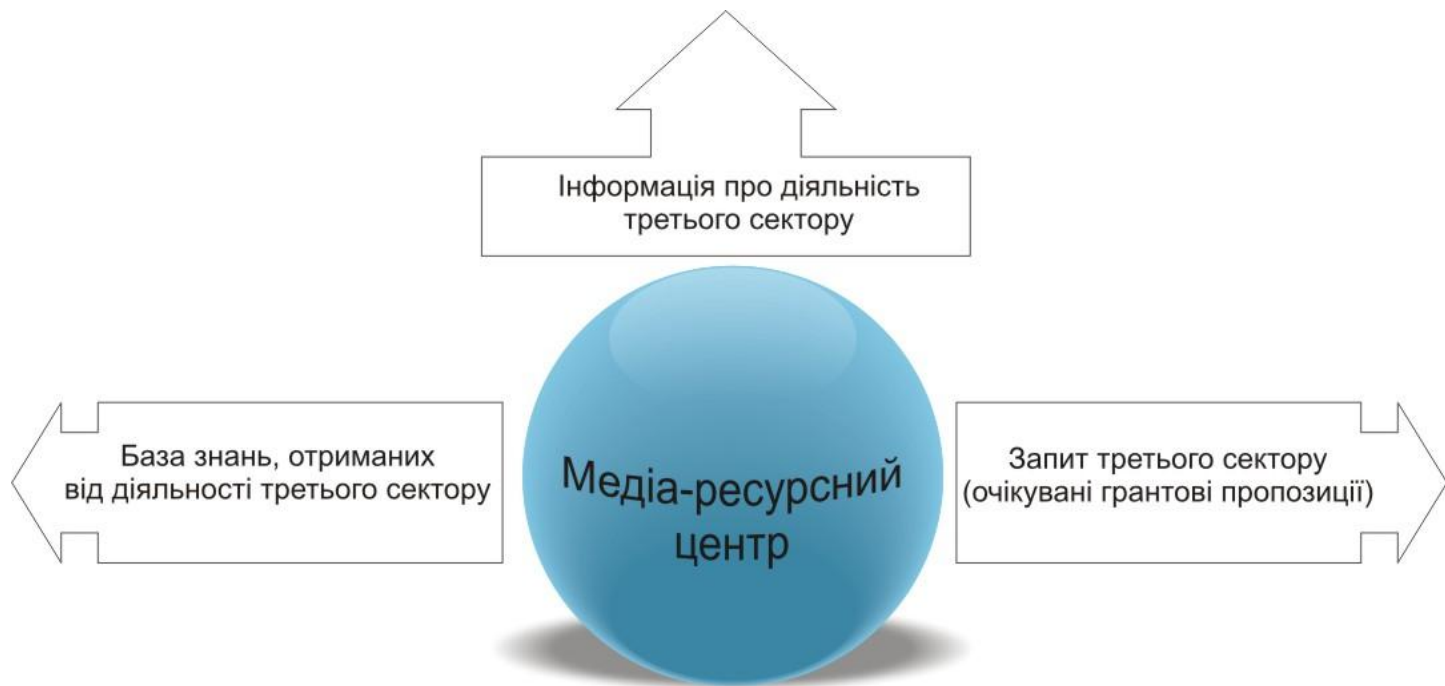 Інформація про діяльність
третього сектору
База знань, отриманих
від діяльності третього сектору
Медіа-ресурсний
центр
Запит третього сектору
(очікувані грантові пропозиції)